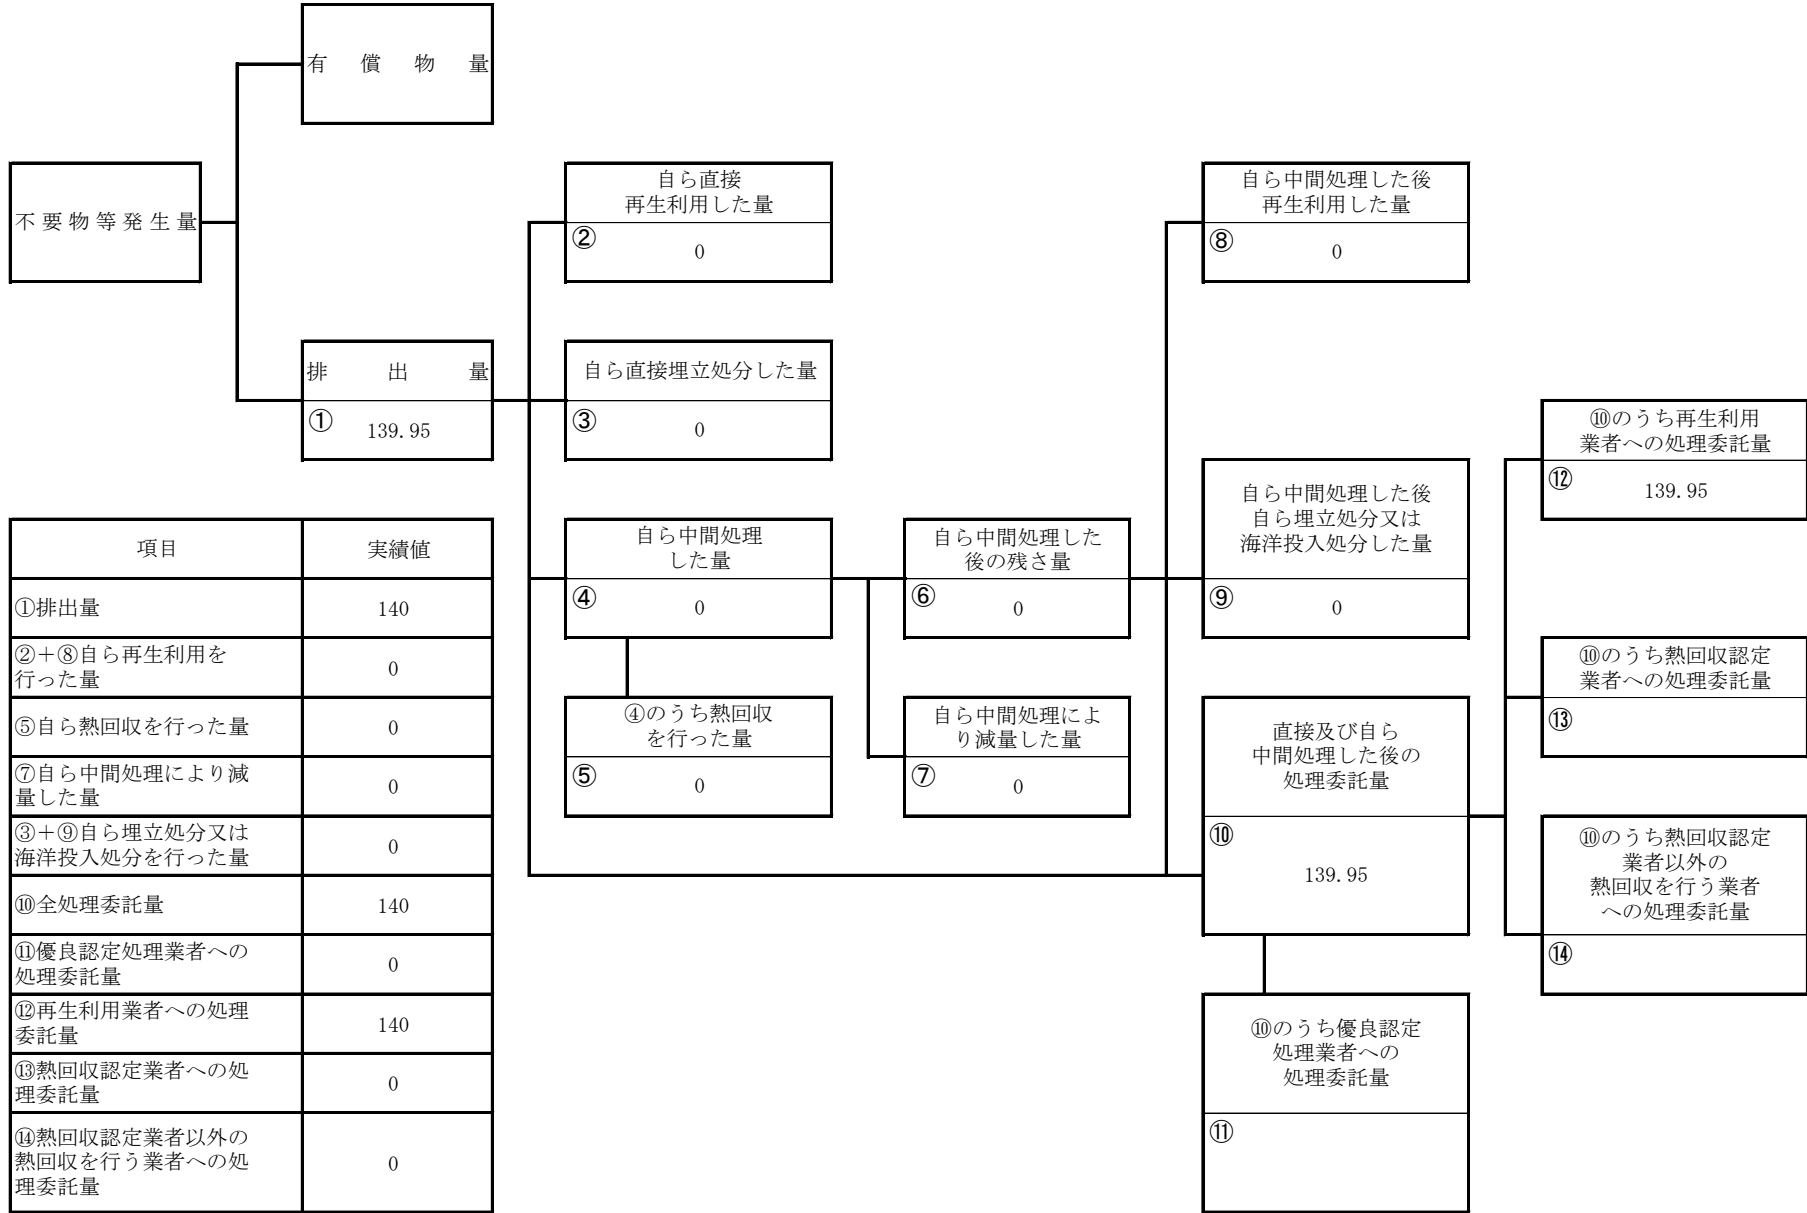 有償物量
不要物等発生量
排出量
① 139.95
自ら直接
再生利用した量
② 0
自ら直接埋立処分した量
③ 0
自ら中間処理
した量
④ 0
④のうち熱回収
を行った量
⑤ 0
自ら中間処理した
後の残さ量
⑥ 0
自ら中間処理によ
り減量した量
⑦ 0
自ら中間処理した後
再生利用した量
⑧ 0
自ら中間処理した後
自ら埋立処分又は
海洋投入処分した量
⑨ 0
直接及び自ら
中間処理した後の
処理委託量
⑩
139.95
⑩のうち優良認定
処理業者への
処理委託量
⑪
⑩のうち再生利用
業者への処理委託量
⑫ 139.95
⑩のうち熱回収認定
業者への処理委託量
⑬
⑩のうち熱回収認定
業者以外の
熱回収を行う業者
への処理委託量
⑭
項目 実績値
①排出量 140
②+⑧自ら再生利用を
行った量 0
⑤自ら熱回収を行った量 0
⑦自ら中間処理により減
量した量 0
③+⑨自ら埋立処分又は
海洋投入処分を行った量 0
⑩全処理委託量 140
⑪優良認定処理業者への
処理委託量 0
⑫再生利用業者への処理
委託量 140
⑬熱回収認定業者への処
理委託量 0
⑭熱回収認定業者以外の
熱回収を行う業者への処
理委託量 0